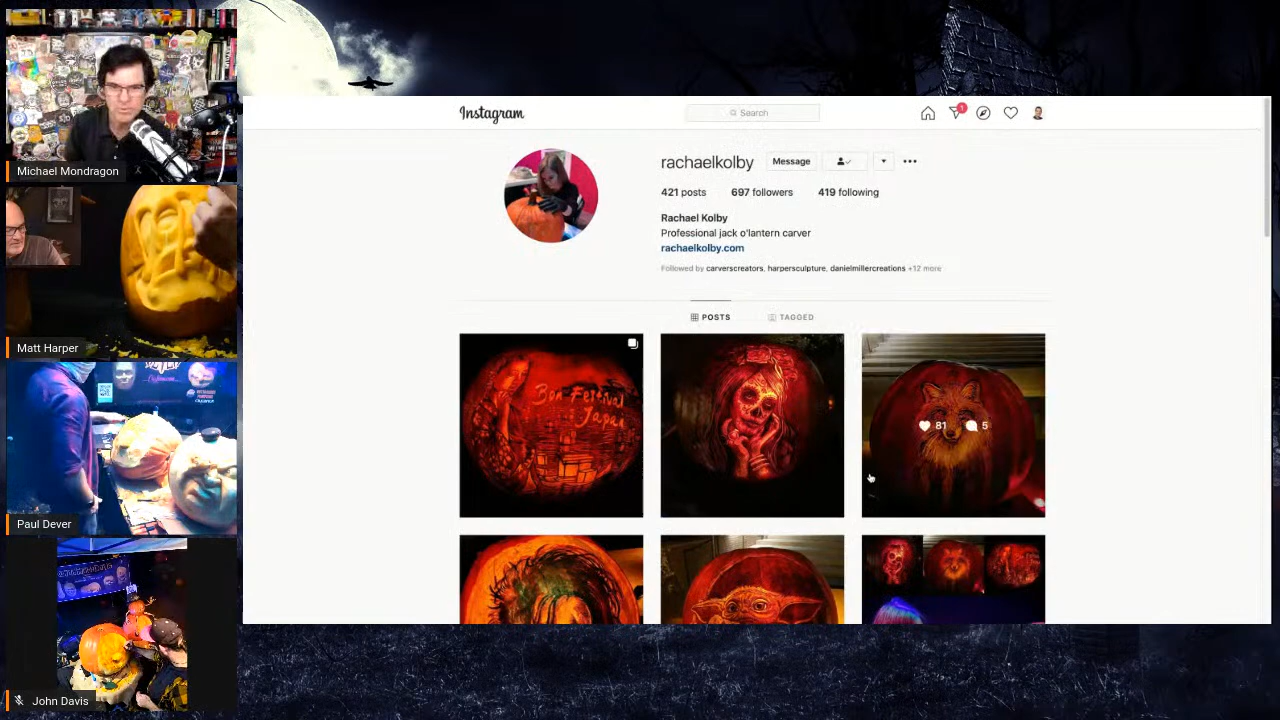 Michael Mondragon
Matt Harper
Paul Dever
John Davis
Instagram
Search
1
rachaelkolby
Message
421 posts 697 followers 419 following
Rachael Kolby
Professional jack o'lantern carver
rachaelkolby.com
Followed by carverscreators, harpersculpture, danielmillercreations +12 more
POSTS TAGGED
Bon Festival
Japan
81 5